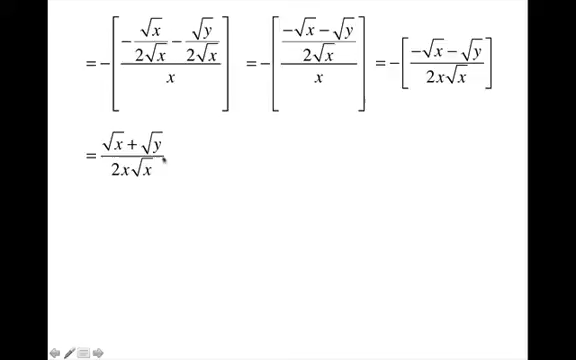 = -[(-√x/2√x - √y/2√x)/x] = -[((-√x - √y)/2√x)/x] = -[(-√x - √y)/2x√x]
= (√x + √y)/2x√x